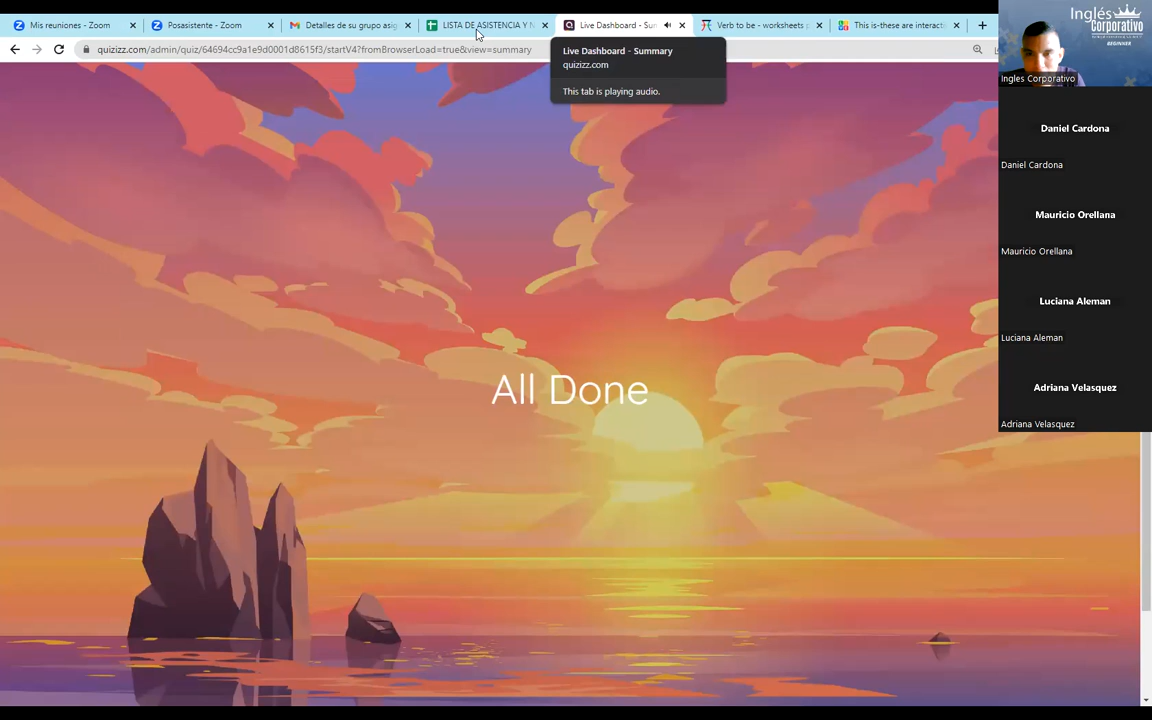 Mis reuniones - Zoom
Posasistente - Zoom
Detalles de su grupo asig
LISTA DE ASISTENCIA Y N
Live Dashboard - Sum
Verb to be - worksheets p
This is-these are interacti
quizizz.com/admin/quiz/64694cc9a1e9d0001d8615f3/startV4?fromBrowserLoad=true&view=summary
Live Dashboard - Summary
quizizz.com
This tab is playing audio.
All Done
Inglés
Corporativo
BEGINNER
Ingles Corporativo
Daniel Cardona
Daniel Cardona
Mauricio Orellana
Mauricio Orellana
Luciana Aleman
Luciana Aleman
Adriana Velasquez
Adriana Velasquez